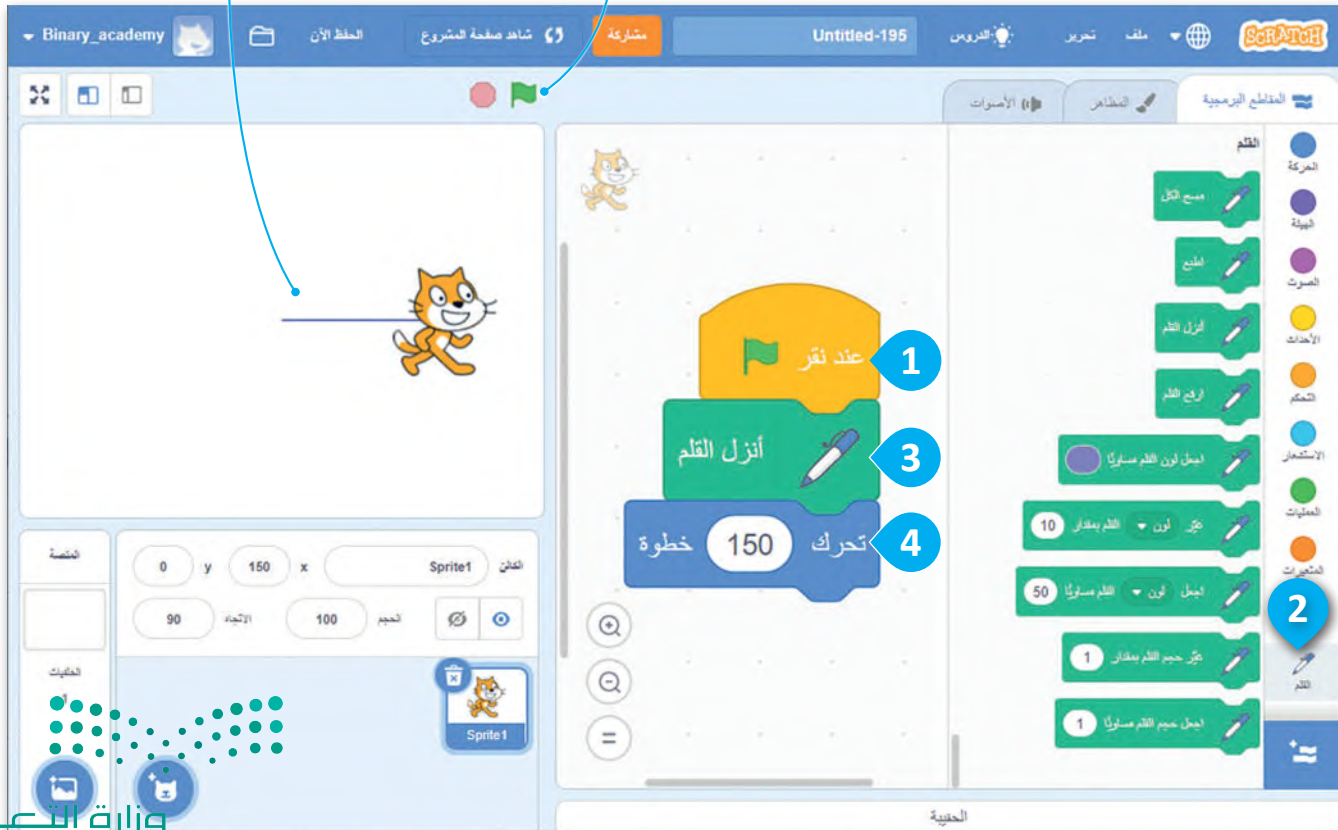 SCRATCH
ملف
تحرير
الدروس
Untitled-195
مشاركة
شاهد صفحة المشروع
الحفظ الآن
Binary_academy
المقاطع البرمجية
المظاهر
الأصوات
الحركة
الهيئة
الصوت
الأحداث
التحكم
الاستشعار
العمليات
المتغيرات
2
القلم
القلم
مسح الكل
اطبع
أنزل القلم
ارفع القلم
اجعل لون القلم مساويًا
غيّر لون القلم بمقدار 10
اجعل لون القلم مساويًا 50
غيّر حجم القلم بمقدار 1
اجعل حجم القلم مساويًا 1
عند نقر
1
أنزل القلم
3
تحرك 150 خطوة
4
الكائن Sprite1 x 150 y 0
الحجم 100 الاتجاه 90
Sprite1
المنصة
الخلفيات
الحقيبة